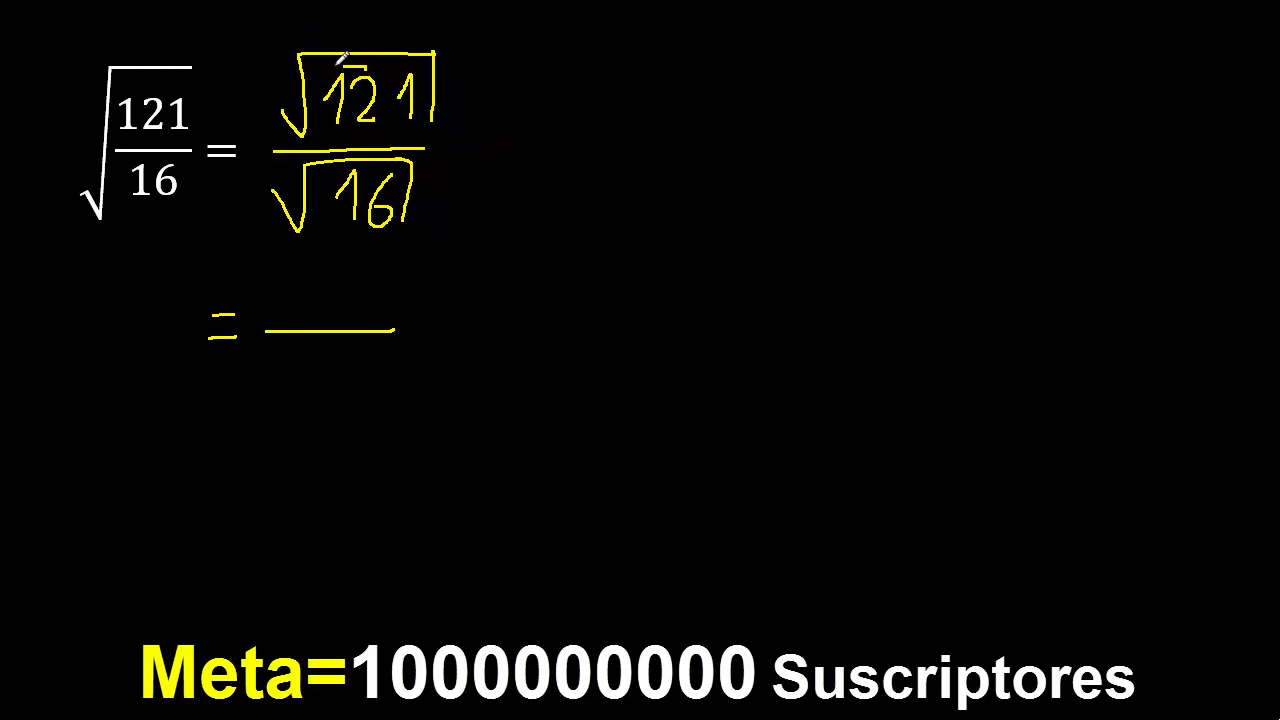 √(121/16) = √121/√16
=
Meta=1000000000 Suscriptores